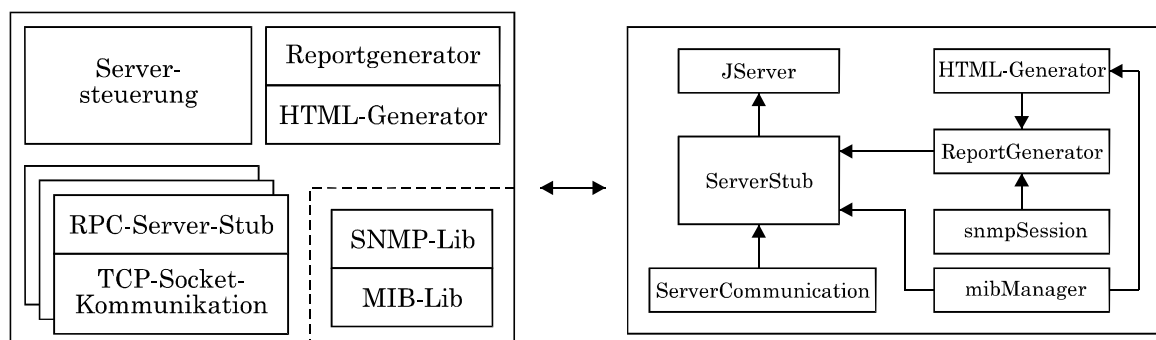 Server-
steuerung
Reportgenerator
HTML-Generator
RPC-Server-Stub
TCP-Socket-
Kommunikation
SNMP-Lib
MIB-Lib
JServer
HTML-Generator
ServerStub
ReportGenerator
snmpSession
ServerCommunication
mibManager